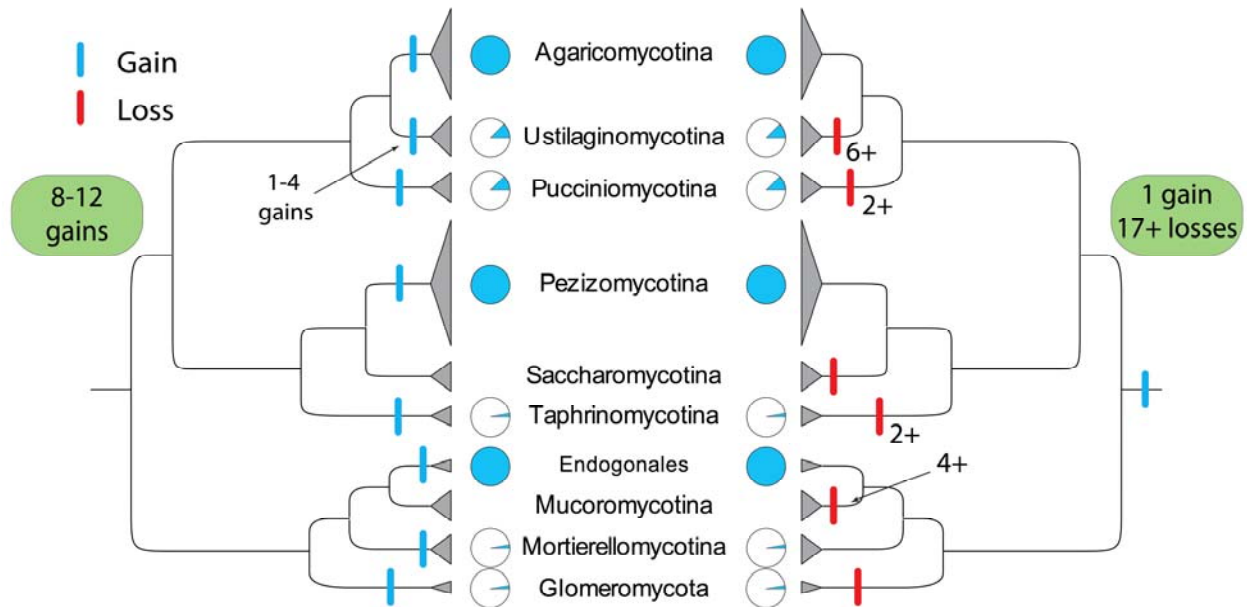 Gain
Loss
8-12
gains
1-4
gains
Agaricomycotina
Ustilaginomycotina
Pucciniomycotina
Pezizomycotina
Saccharomycotina
Taphrinomycotina
Endogonales
Mucoromycotina
Mortierellomycotina
Glomeromycota
6+
2+
2+
4+
1 gain
17+ losses